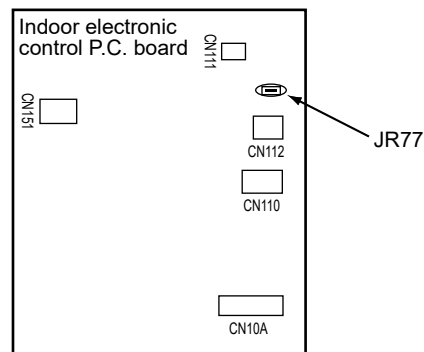 Indoor electronic
control P.C. board
CN111
CN151
JR77
CN112
CN110
CN10A